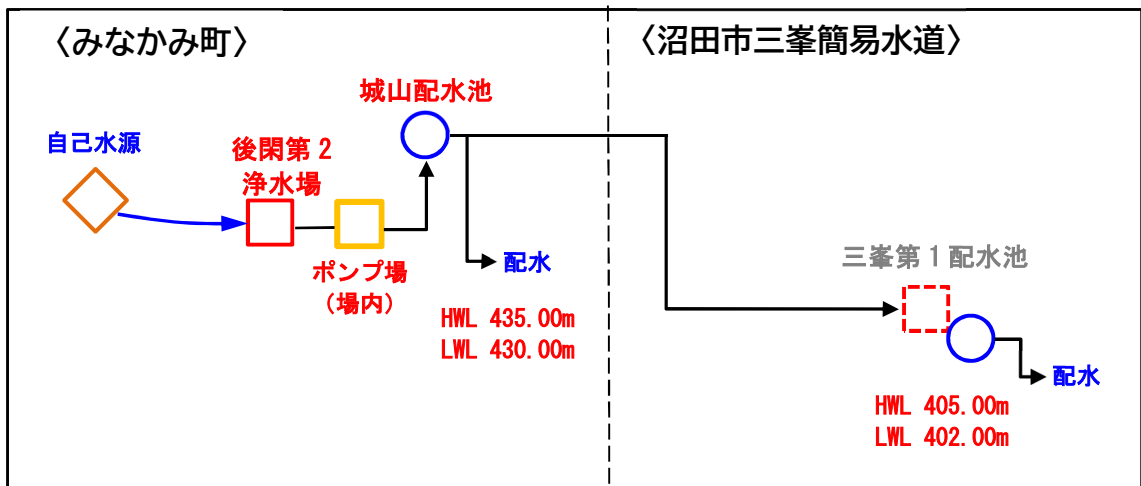 〈みなかみ町〉
〈沼田市三峯簡易水道〉
城山配水池
自己水源
後閑第2
浄水場
ポンプ場
（場内）
配水
HWL 435.00m
LWL 430.00m
三峯第1配水池
配水
HWL 405.00m
LWL 402.00m